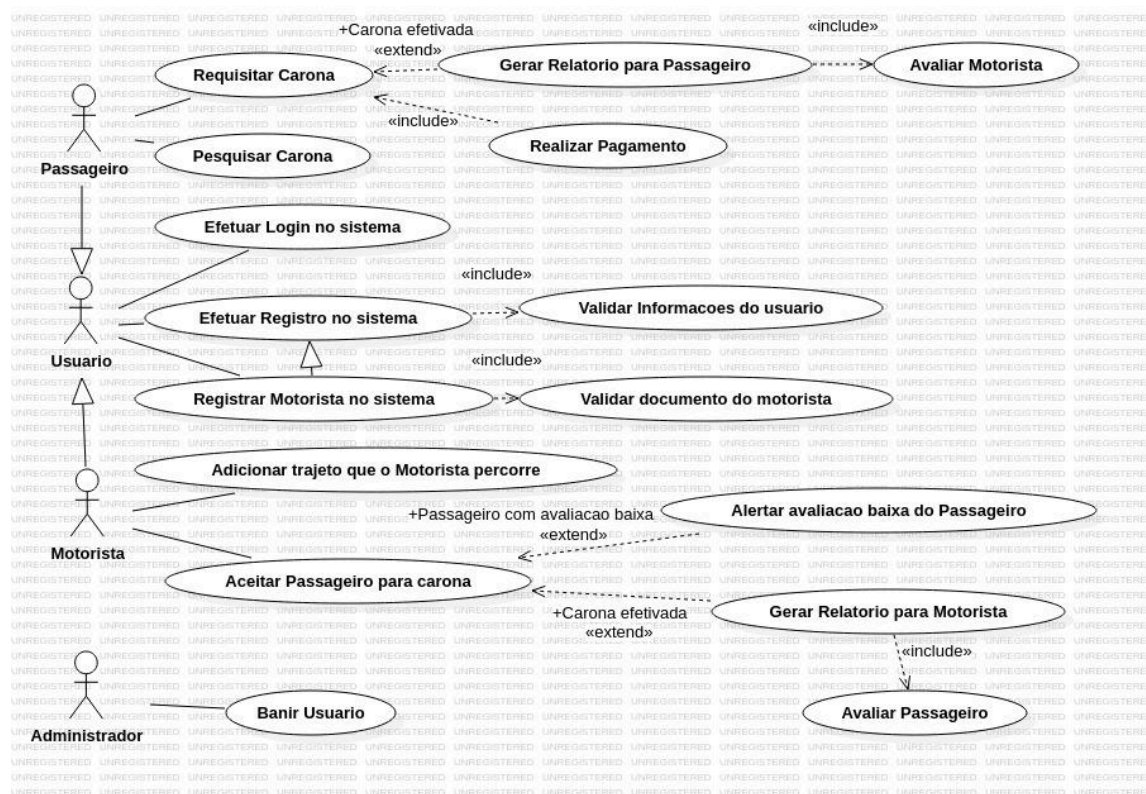 +Carona efetivada
«extend»
«include»
Requisitar Carona
Gerar Relatorio para Passageiro
Avaliar Motorista
«include»
Realizar Pagamento
Passageiro
Pesquisar Carona
Efetuar Login no sistema
«include»
Efetuar Registro no sistema
Validar Informacoes do usuario
Usuario
«include»
Registrar Motorista no sistema
Validar documento do motorista
Adicionar trajeto que o Motorista percorre
+Passageiro com avaliacao baixa
«extend»
Alertar avaliacao baixa do Passageiro
Motorista
Aceitar Passageiro para carona
+Carona efetivada
«extend»
Gerar Relatorio para Motorista
«include»
Administrador
Banir Usuario
Avaliar Passageiro
UNREGISTERED